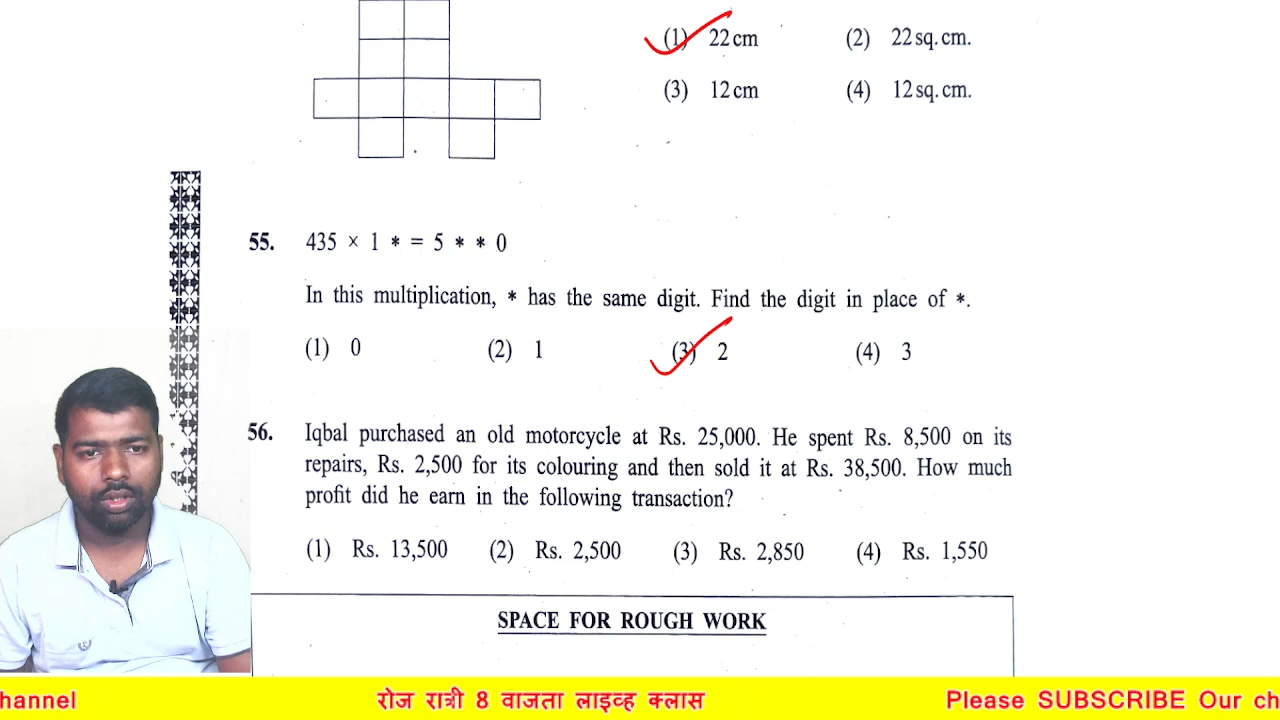 (1) 22 cm (2) 22 sq. cm.
(3) 12 cm (4) 12 sq. cm.
55. 435 × 1 * = 5 * * 0
In this multiplication, * has the same digit. Find the digit in place of *.
(1) 0 (2) 1 (3) 2 (4) 3
56. Iqbal purchased an old motorcycle at Rs. 25,000. He spent Rs. 8,500 on its
repairs, Rs. 2,500 for its colouring and then sold it at Rs. 38,500. How much
profit did he earn in the following transaction?
(1) Rs. 13,500 (2) Rs. 2,500 (3) Rs. 2,850 (4) Rs. 1,550
SPACE FOR ROUGH WORK
hannel रोज रात्री 8 वाजता लाइव्ह क्लास Please SUBSCRIBE Our ch